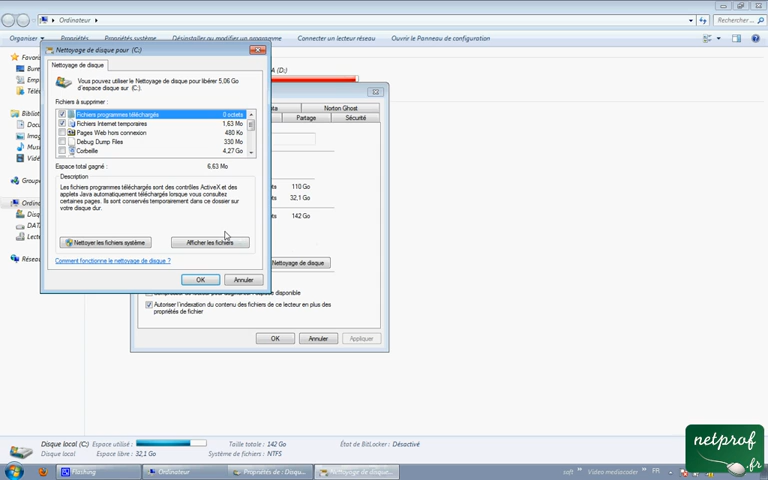 Ordinateur
Rechercher...
Organiser
Propriétés
Propriétés système
Désinstaller ou modifier un programme
Connecter un lecteur réseau
Ouvrir le Panneau de configuration
Favoris
Bure
Nettoyage de disque pour (C:)
A (D:)
Nettoyage de disque
Vous pouvez utiliser le Nettoyage de disque pour libérer 5,06 Go
d'espace disque sur (C:).
Fichiers à supprimer :
Fichiers programmes téléchargés 0 octets
Fichiers Internet temporaires 1,63 Mo
Pages Web hors connexion 480 Ko
Debug Dump Files 330 Mo
Corbeille 4,27 Go
Espace total gagné : 6,63 Mo
Description
Les fichiers programmes téléchargés sont des contrôles ActiveX et des
applets Java automatiquement téléchargés lorsque vous consultez
certaines pages. Ils sont conservés temporairement dans ce dossier sur
votre disque dur.
Nettoyer les fichiers système
Afficher les fichiers
Comment fonctionne le nettoyage de disque ?
OK
Annuler
Norton Ghost
Partage
Sécurité
110 Go
32,1 Go
142 Go
Nettoyage de disque
Autoriser l'indexation du contenu des fichiers de ce lecteur en plus des
propriétés de fichier
OK
Annuler
Appliquer
Disque local (C:) Espace utilisé : Taille totale : 142 Go État de BitLocker : Désactivé
Disque local Espace libre : 32,1 Go Système de fichiers : NTFS
Flashing
Ordinateur
Propriétés de : Disqu...
Nettoyage de disque...
soft
Video mediacoder
FR
netprof
.fr